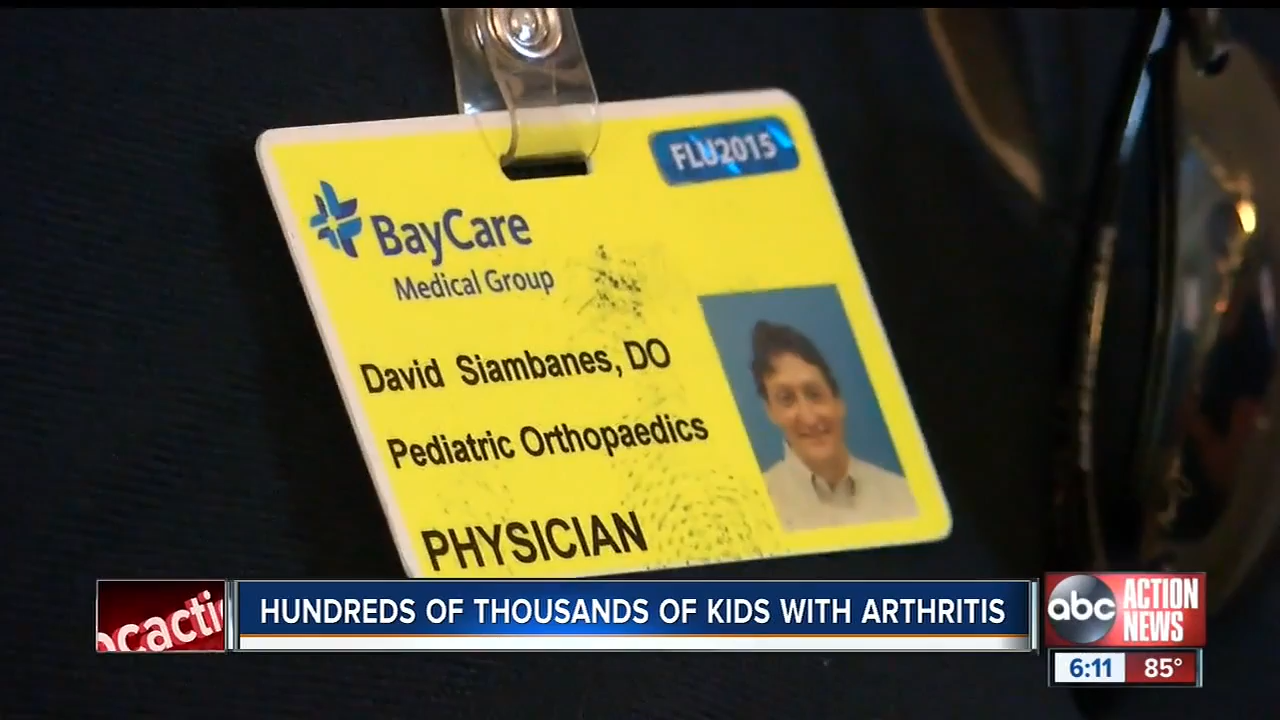 FLU2015
BayCare
Medical Group
David Siambanes, DO
Pediatric Orthopaedics
PHYSICIAN
cacti
HUNDREDS OF THOUSANDS OF KIDS WITH ARTHRITIS
abc ACTION
NEWS
6:11 85°